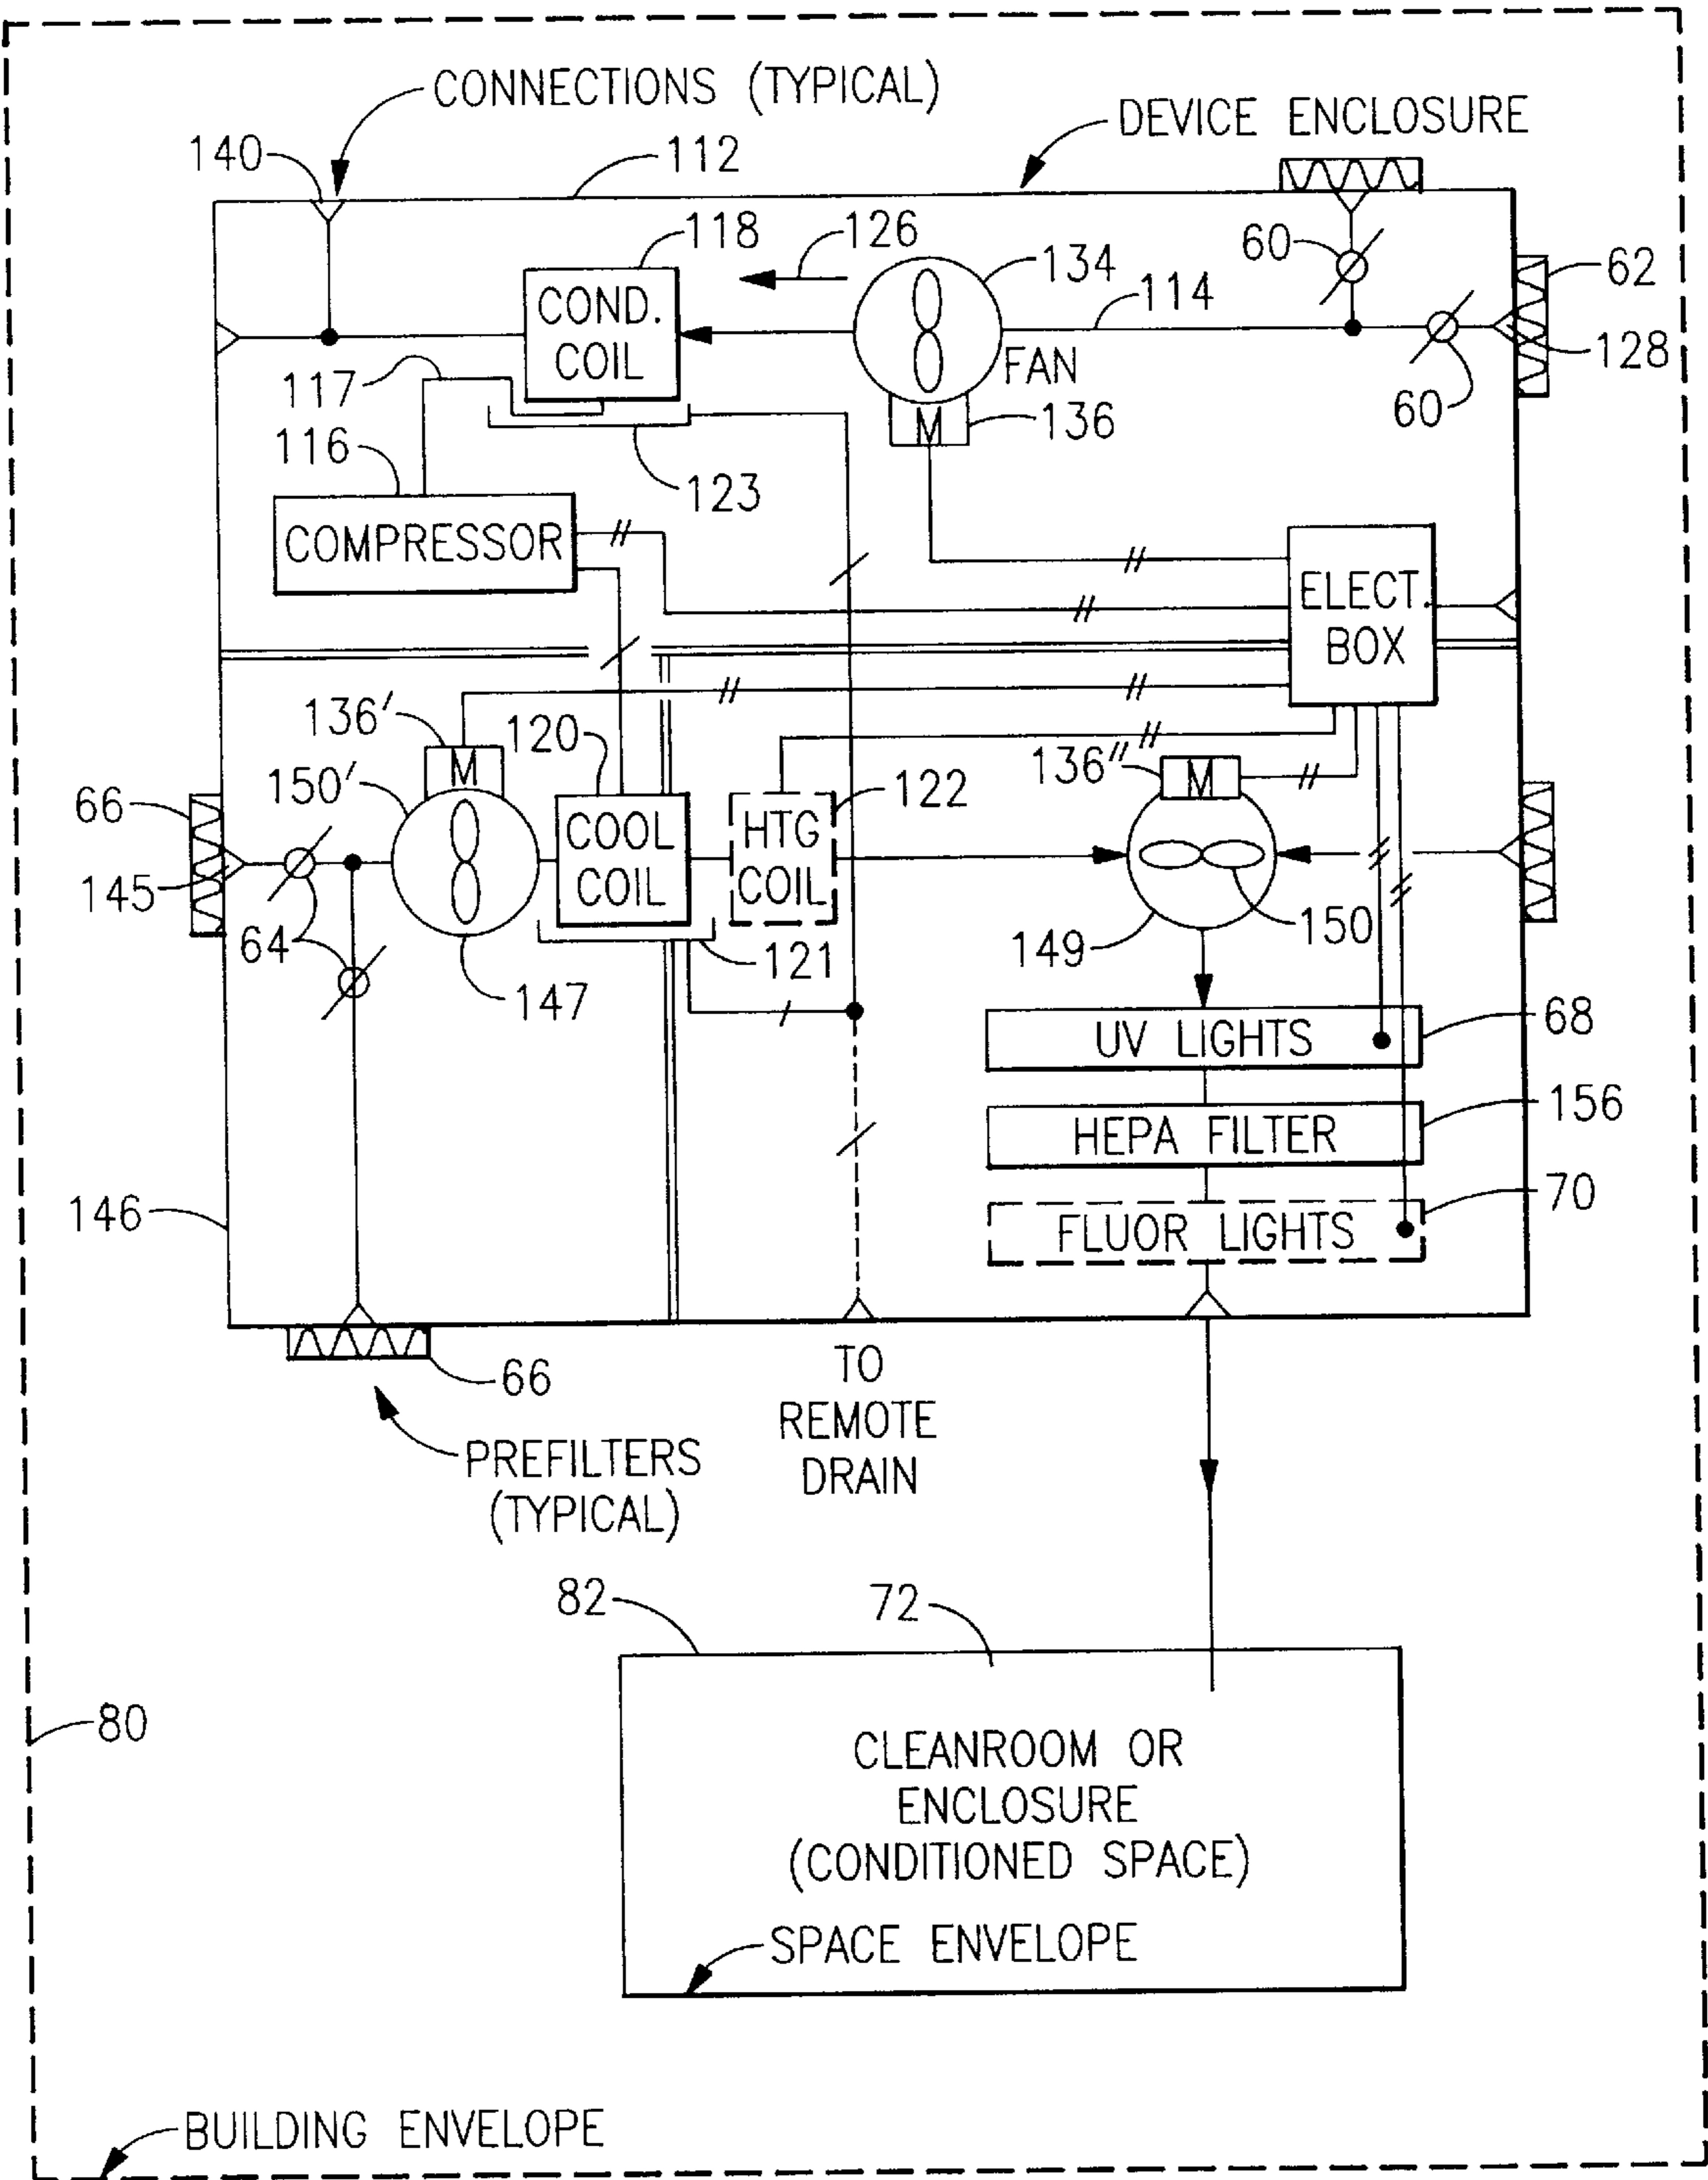 CONNECTIONS (TYPICAL)
DEVICE ENCLOSURE
140
112
118
126
134
60
62
COND.
COIL
114
128
117
FAN
60
136
116
123
COMPRESSOR
M
ELECT.
BOX
136'
120
136"
M
M
150'
122
66
COOL
COIL
HTG
COIL
145
64
121
149
150
147
UV LIGHTS
68
HEPA FILTER
156
146
FLUOR LIGHTS
70
66
TO
REMOTE
DRAIN
PREFILTERS
(TYPICAL)
82
72
80
CLEANROOM OR
ENCLOSURE
(CONDITIONED SPACE)
SPACE ENVELOPE
BUILDING ENVELOPE